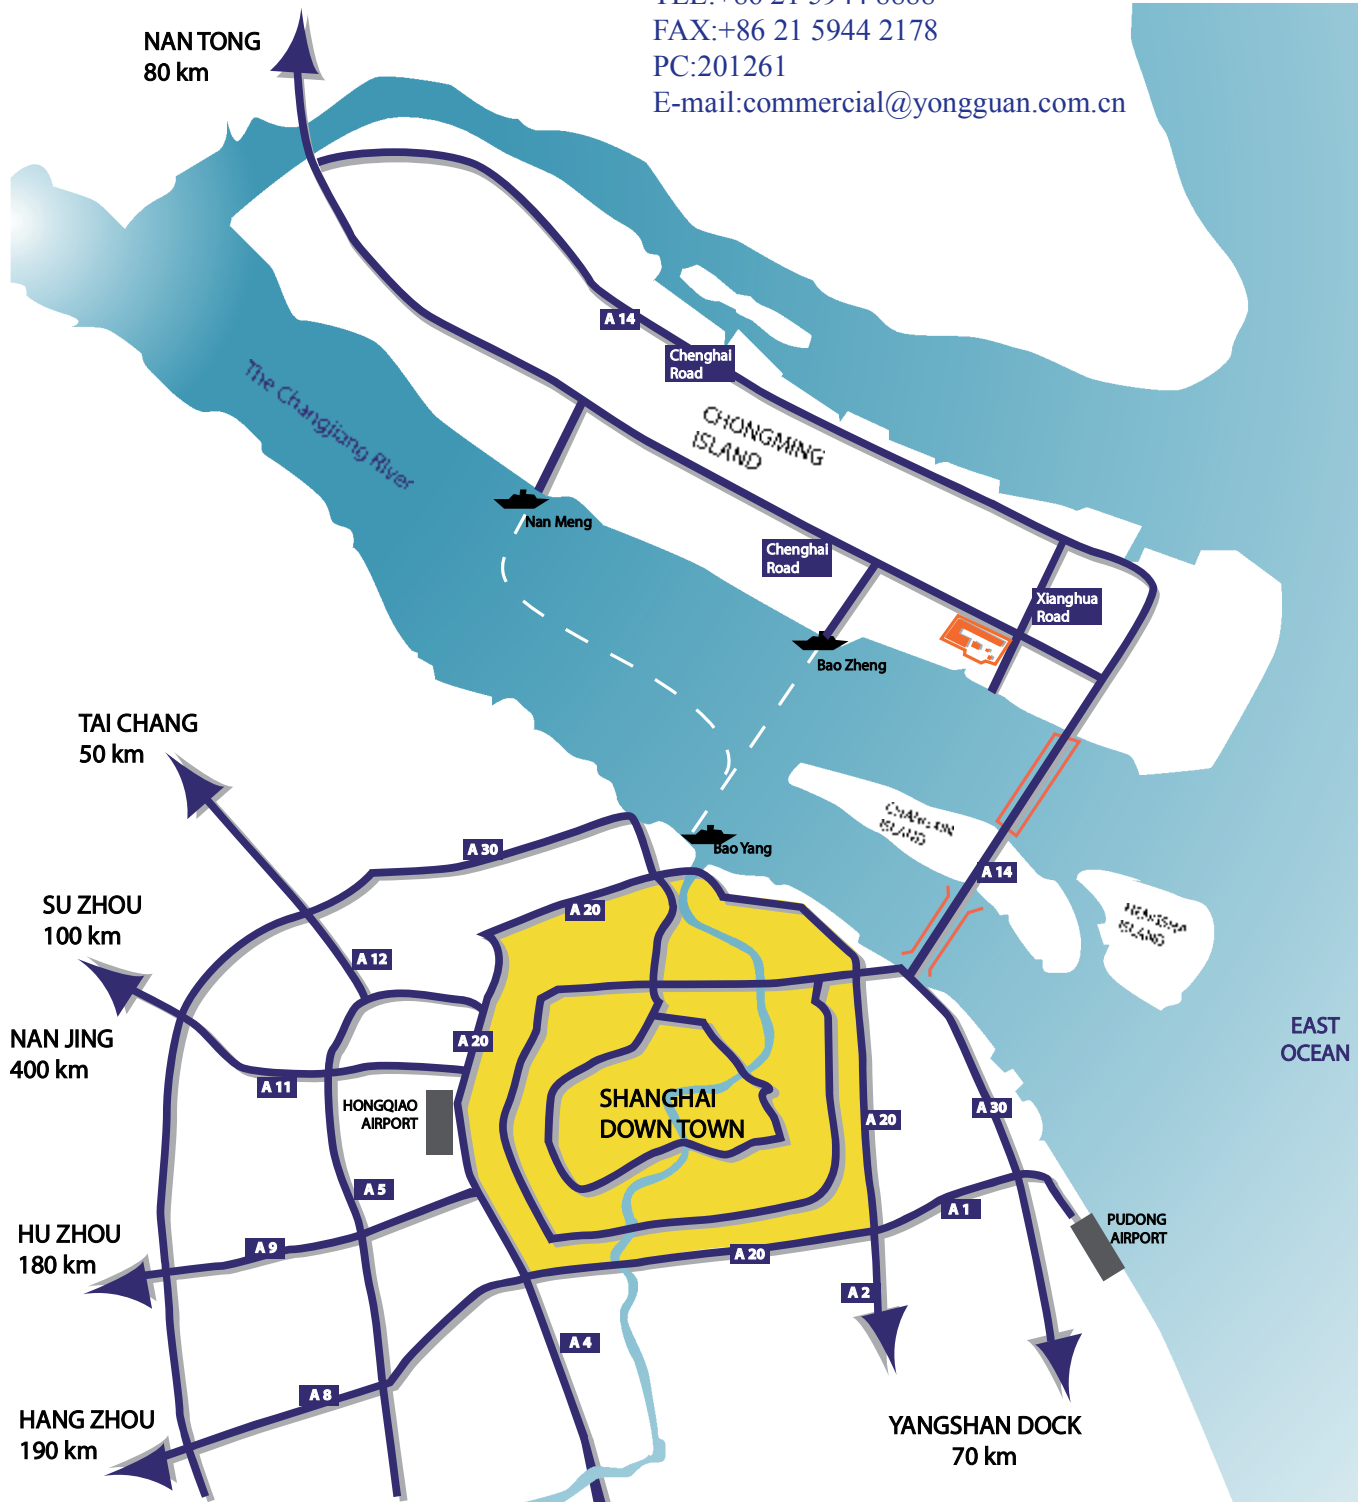 FAX:+86 21 5944 2178
PC:201261
E-mail:commercial@yongguan.com.cn
NAN TONG
80 km
A 14
Chenghai
Road
The Changjiang River
CHONGMING
ISLAND
Nan Meng
Chenghai
Road
Xianghua
Road
Bao Zheng
TAI CHANG
50 km
ISLAND
Bao Yang
A 30
A 14
SU ZHOU
100 km
A 20
ISLAND
A 12
NAN JING
400 km
A 20
EAST
OCEAN
A 11
HONGQIAO
AIRPORT
SHANGHAI
DOWN TOWN
A 20
A 30
A 5
A 1
PUDONG
AIRPORT
HU ZHOU
180 km
A 9
A 20
A 2
A 4
A 8
HANG ZHOU
190 km
YANGSHAN DOCK
70 km